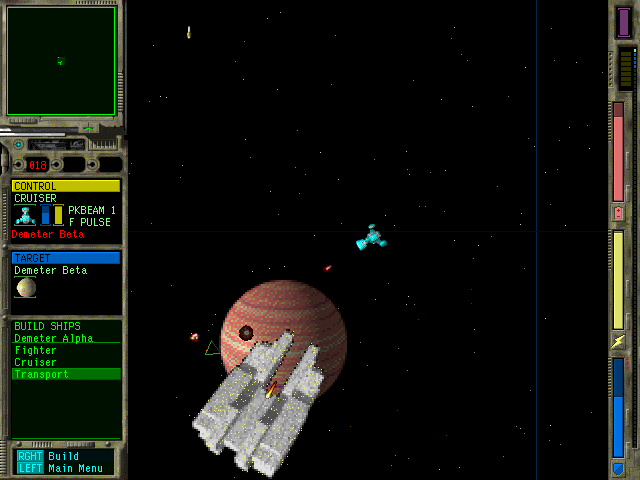 018
CONTROL
CRUISER
PKBEAM 1
F PULSE
Demeter Beta
TARGET
Demeter Beta
BUILD SHIPS
Demeter Alpha
Fighter
Cruiser
Transport
RGHT Build
LEFT Main Menu